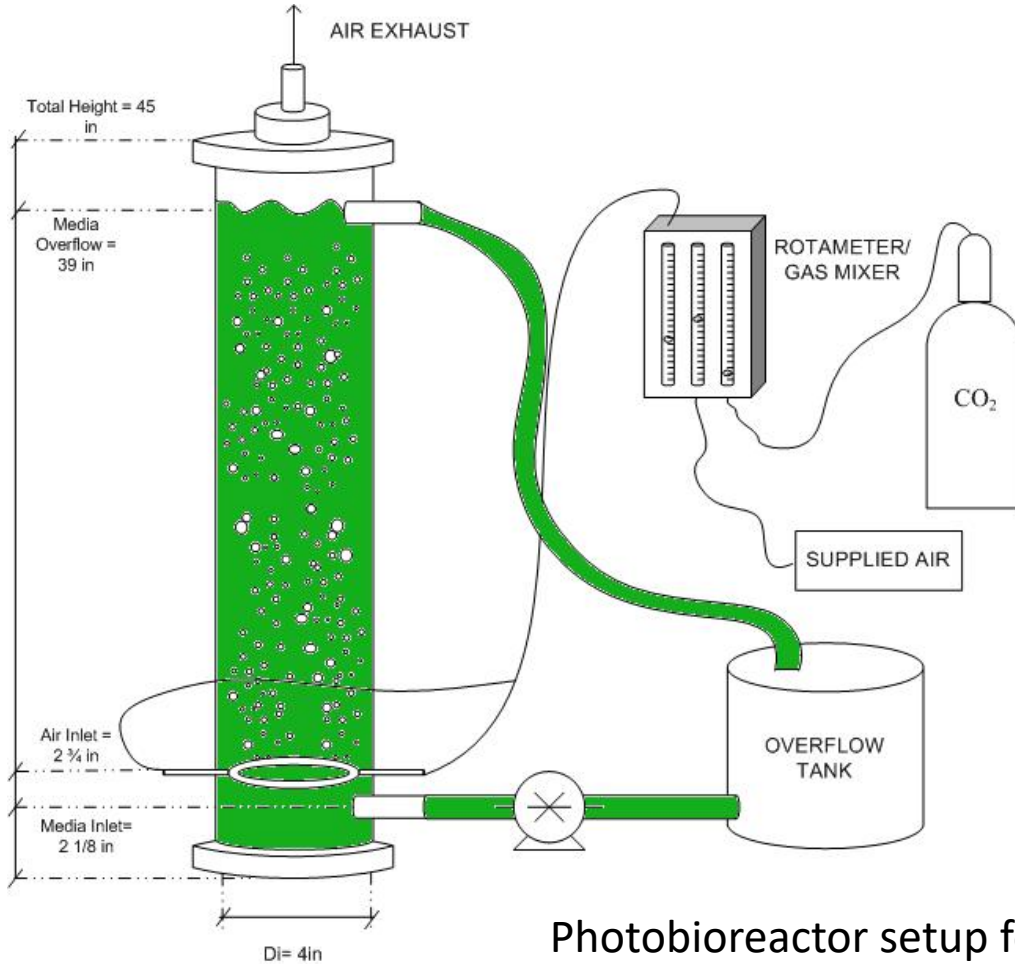 AIR EXHAUST
Total Height = 45
in
Media
Overflow =
39 in
ROTAMETER/
GAS MIXER
CO₂
SUPPLIED AIR
Air Inlet =
2 ¾ in
OVERFLOW
TANK
Media Inlet=
2 1/8 in
Di= 4in
Photobioreactor setup f